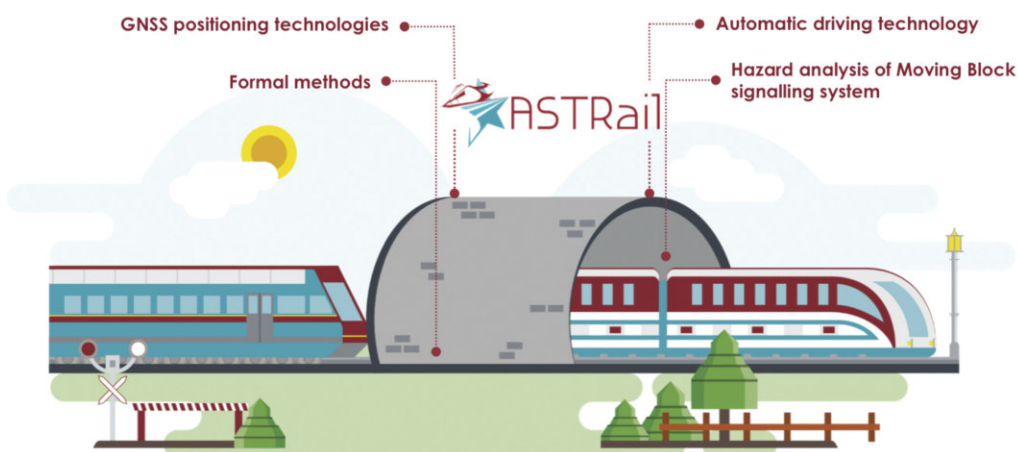 GNSS positioning technologies
Automatic driving technology
Formal methods
Hazard analysis of Moving Block
signalling system
ASTRail